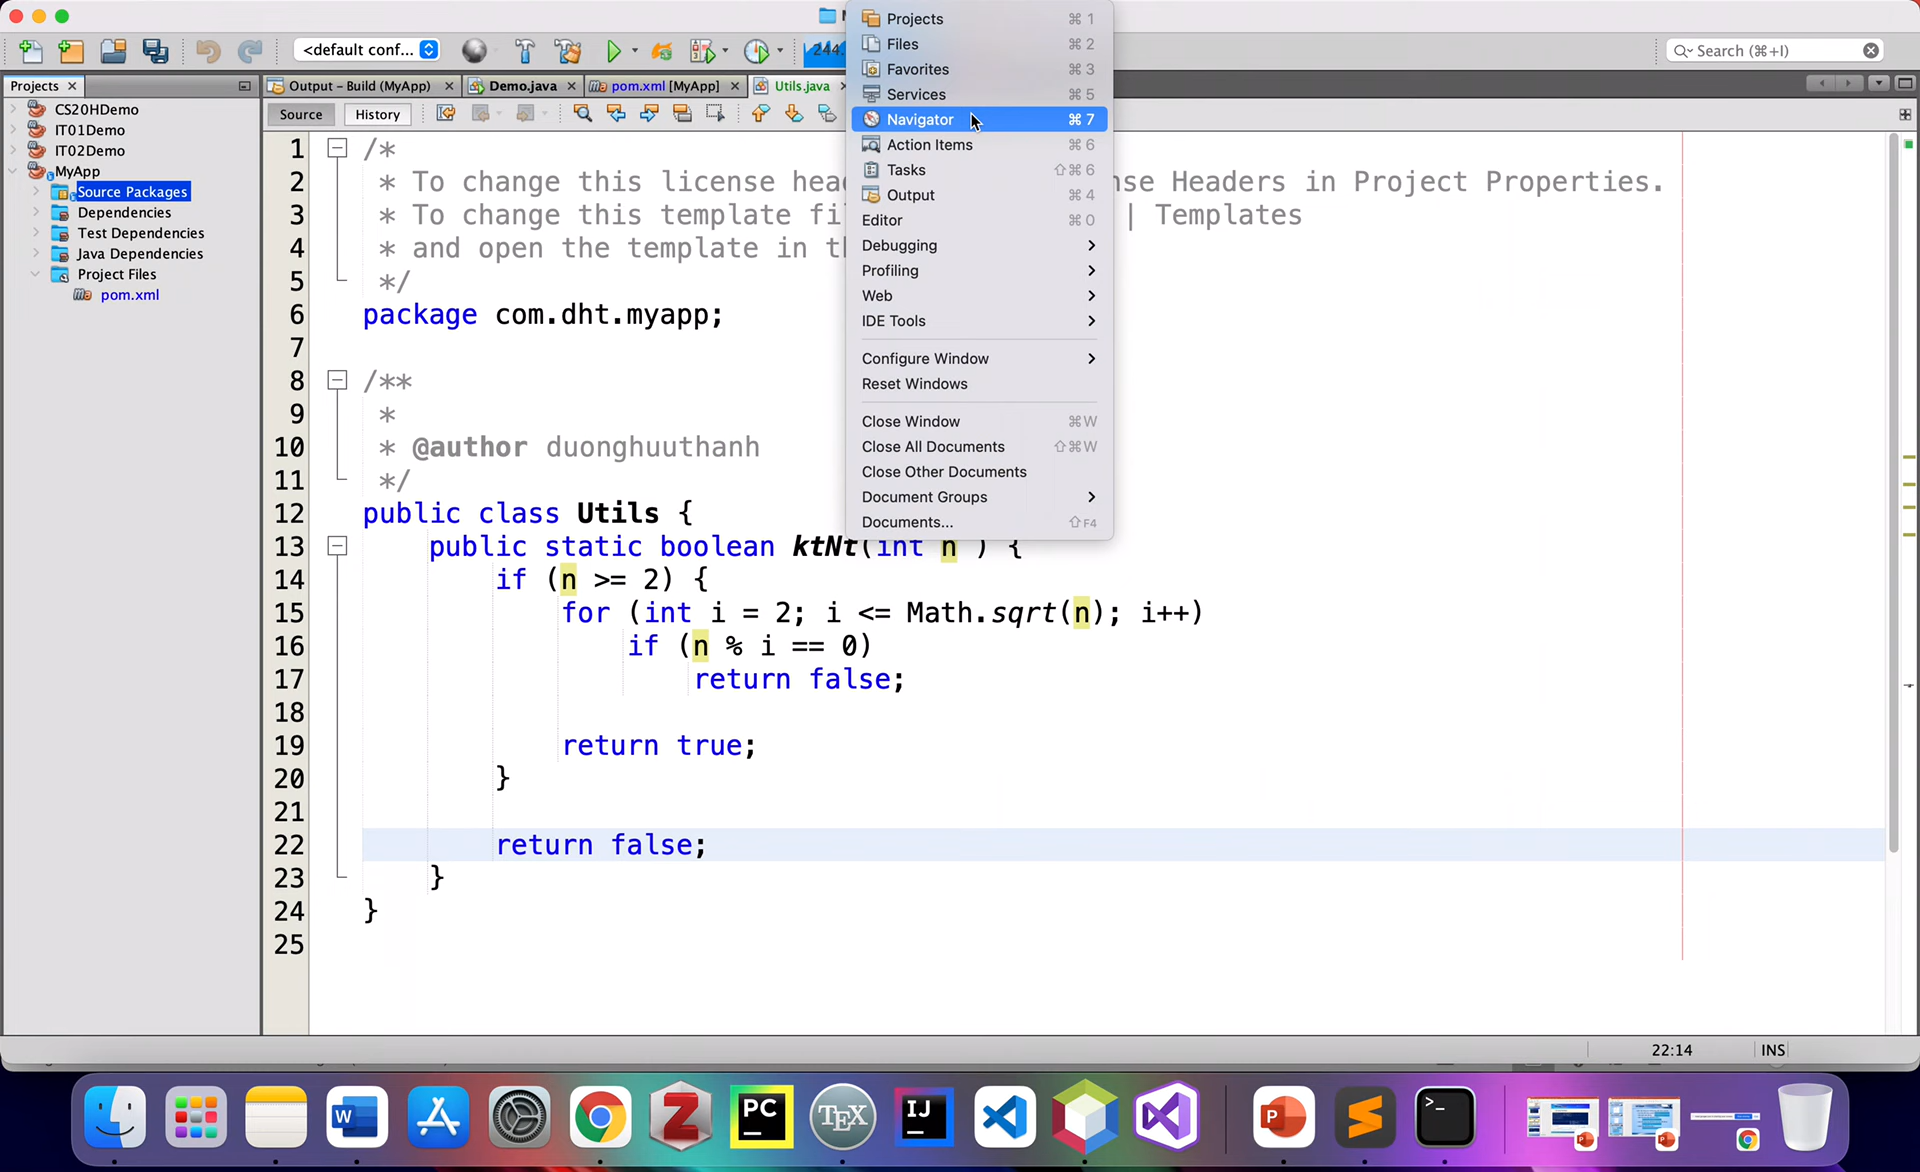 <default conf...
244.
Search (⌘+I)
Projects
Output – Build (MyApp)
Demo.java
pom.xml [MyApp]
Utils.java
Source
History
CS20HDemo
IT01Demo
IT02Demo
MyApp
Source Packages
Dependencies
Test Dependencies
Java Dependencies
Project Files
pom.xml
Projects ⌘ 1
Files ⌘ 2
Favorites ⌘ 3
Services ⌘ 5
Navigator ⌘ 7
Action Items ⌘ 6
Tasks ⇧⌘ 6
Output ⌘ 4
Editor ⌘ 0
Debugging
Profiling
Web
IDE Tools
Configure Window
Reset Windows
Close Window ⌘W
Close All Documents ⇧⌘W
Close Other Documents
Document Groups
Documents... ⇧F4
1 /*
2 * To change this license hea nse Headers in Project Properties.
3 * To change this template fi | Templates
4 * and open the template in th
5 */
6 package com.dht.myapp;
7
8 /**
9 *
10 * @author duonghuuthanh
11 */
12 public class Utils {
13 public static boolean ktNt(int n ) {
14 if (n >= 2) {
15 for (int i = 2; i <= Math.sqrt(n); i++)
16 if (n % i == 0)
17 return false;
18
19 return true;
20 }
21
22 return false;
23 }
24 }
25
22:14
INS
W
Z
PC
TEX
IJ
P
>_